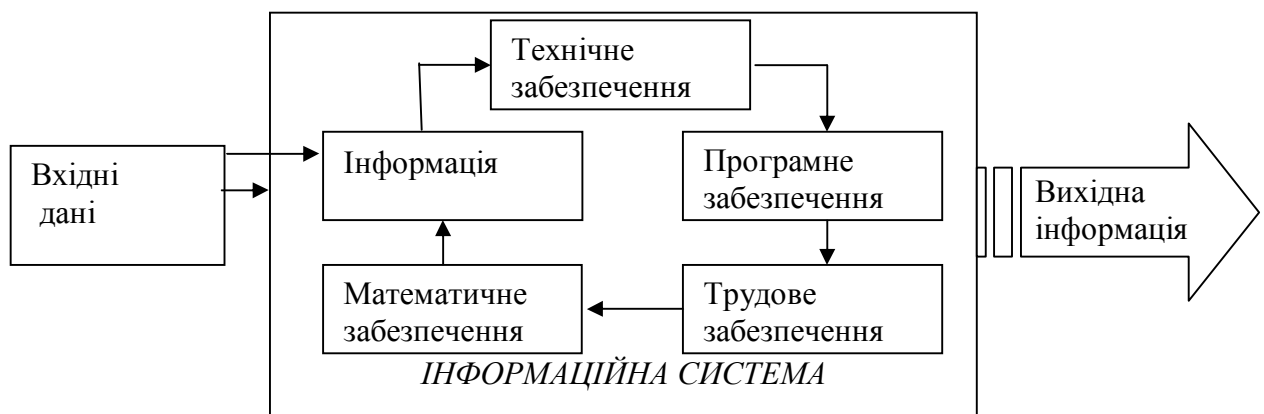 Технічне
забезпечення
Вхідні
дані
Інформація
Програмне
забезпечення
Вихідна
інформація
Математичне
забезпечення
Трудове
забезпечення
ІНФОРМАЦІЙНА СИСТЕМА